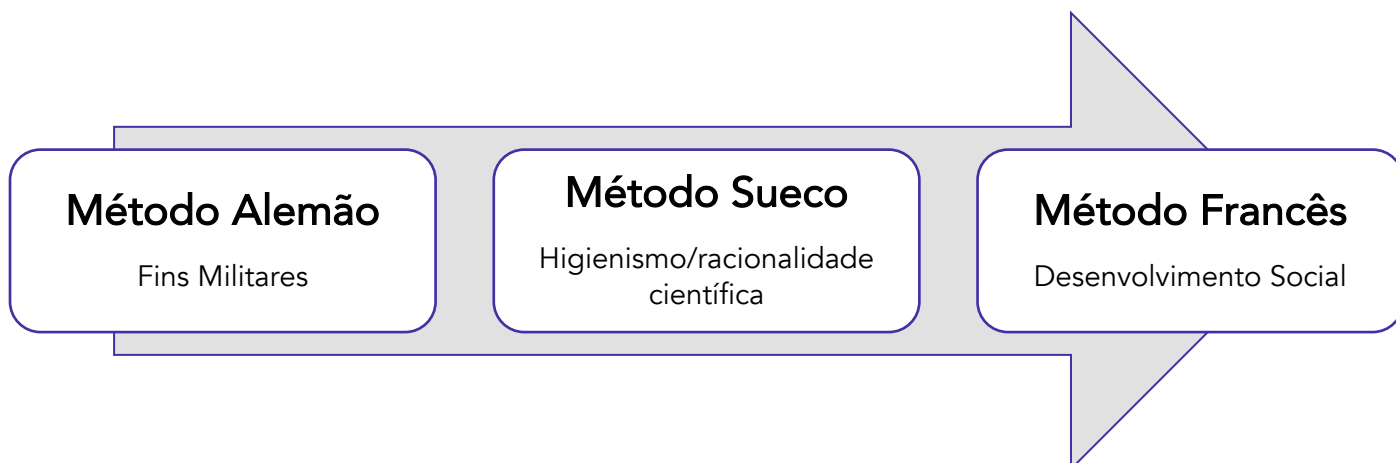 Método Alemão
Fins Militares
Método Sueco
Higienismo/racionalidade
científica
Método Francês
Desenvolvimento Social